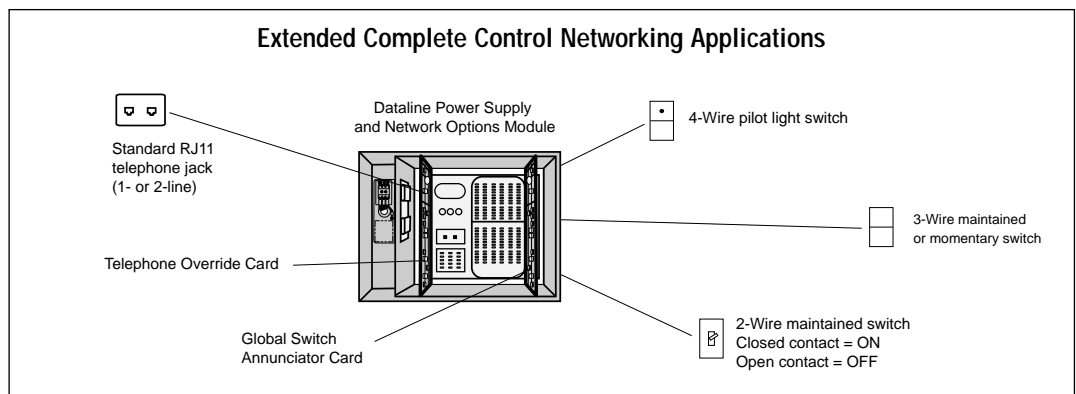 Extended Complete Control Networking Applications
Dataline Power Supply
and Network Options Module
4-Wire pilot light switch
Standard RJ11
telephone jack
(1- or 2-line)
3-Wire maintained
or momentary switch
Telephone Override Card
Global Switch
Annunciator Card
2-Wire maintained switch
Closed contact = ON
Open contact = OFF